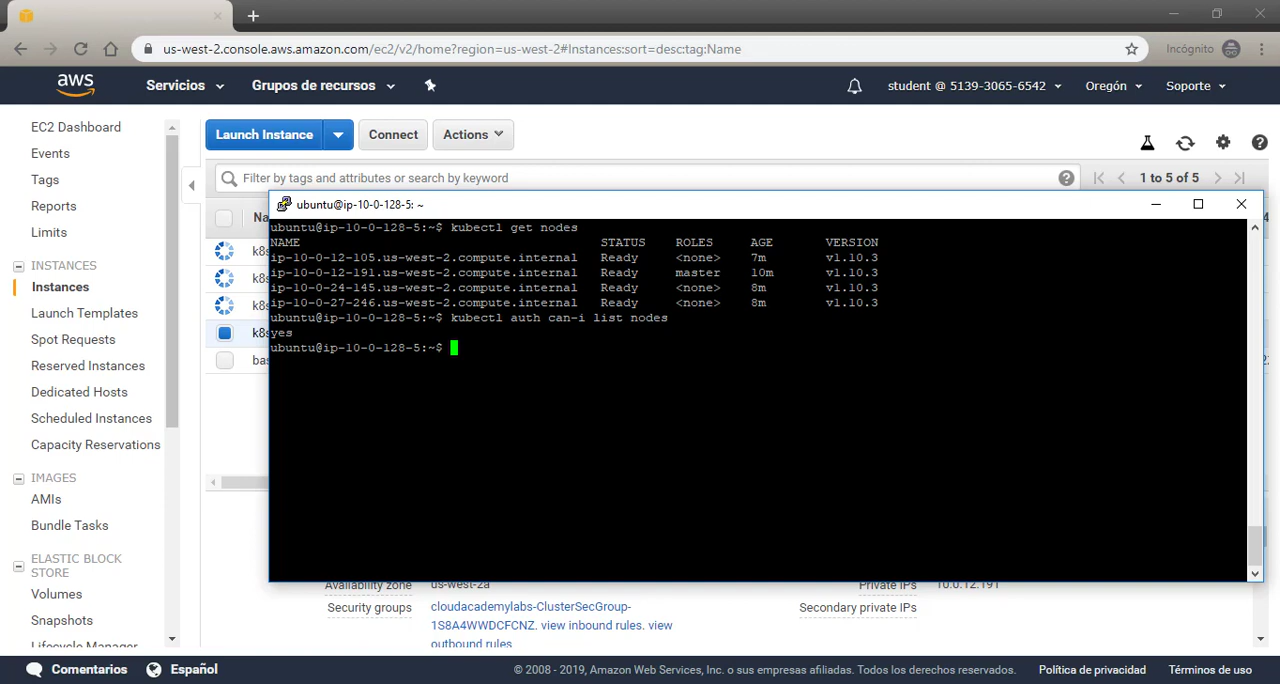 us-west-2.console.aws.amazon.com/ec2/v2/home?region=us-west-2#Instances:sort=desc:tag:Name
Incógnito
aws
Servicios
Grupos de recursos
student @ 5139-3065-6542
Oregón
Soporte
EC2 Dashboard
Events
Tags
Reports
Limits
INSTANCES
Instances
Launch Templates
Spot Requests
Reserved Instances
Dedicated Hosts
Scheduled Instances
Capacity Reservations
IMAGES
AMIs
Bundle Tasks
ELASTIC BLOCK
STORE
Volumes
Snapshots
Lifecycle Manager
Launch Instance
Connect
Actions
Filter by tags and attributes or search by keyword
1 to 5 of 5
ubuntu@ip-10-0-128-5: ~
ubuntu@ip-10-0-128-5:~$ kubectl get nodes
NAME STATUS ROLES AGE VERSION
ip-10-0-12-105.us-west-2.compute.internal Ready <none> 7m v1.10.3
ip-10-0-12-191.us-west-2.compute.internal Ready master 10m v1.10.3
ip-10-0-24-145.us-west-2.compute.internal Ready <none> 8m v1.10.3
ip-10-0-27-246.us-west-2.compute.internal Ready <none> 8m v1.10.3
ubuntu@ip-10-0-128-5:~$ kubectl auth can-i list nodes
yes
ubuntu@ip-10-0-128-5:~$
Availability zone us-west-2a
Security groups cloudacademylabs-ClusterSecGroup-
1S8A4WWDCFCNZ. view inbound rules. view
outbound rules
Private IPs 10.0.12.191
Secondary private IPs
Comentarios
Español
© 2008 - 2019, Amazon Web Services, Inc. o sus empresas afiliadas. Todos los derechos reservados.
Política de privacidad
Términos de uso